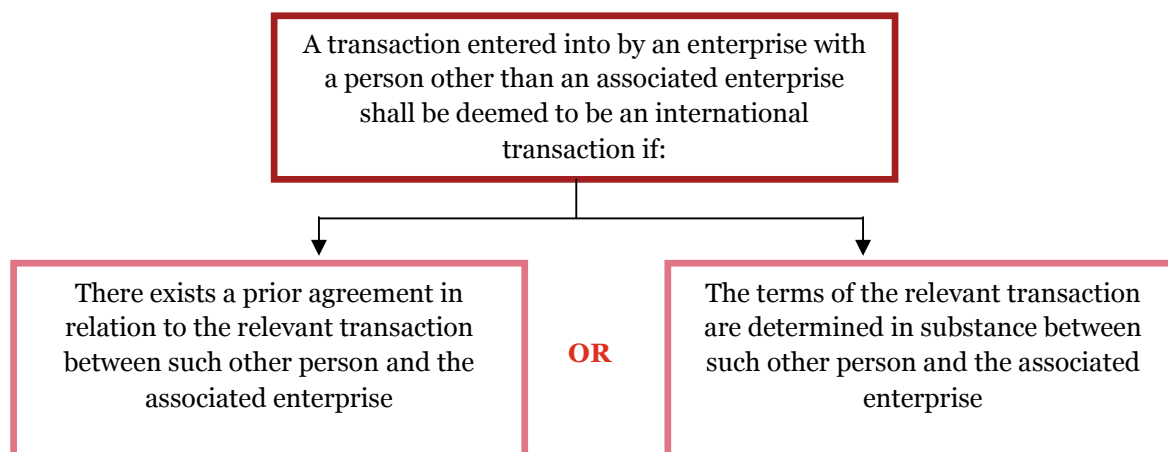 A transaction entered into by an enterprise with
a person other than an associated enterprise
shall be deemed to be an international
transaction if:
There exists a prior agreement in
relation to the relevant transaction
between such other person and the
associated enterprise
OR
The terms of the relevant transaction
are determined in substance between
such other person and the associated
enterprise